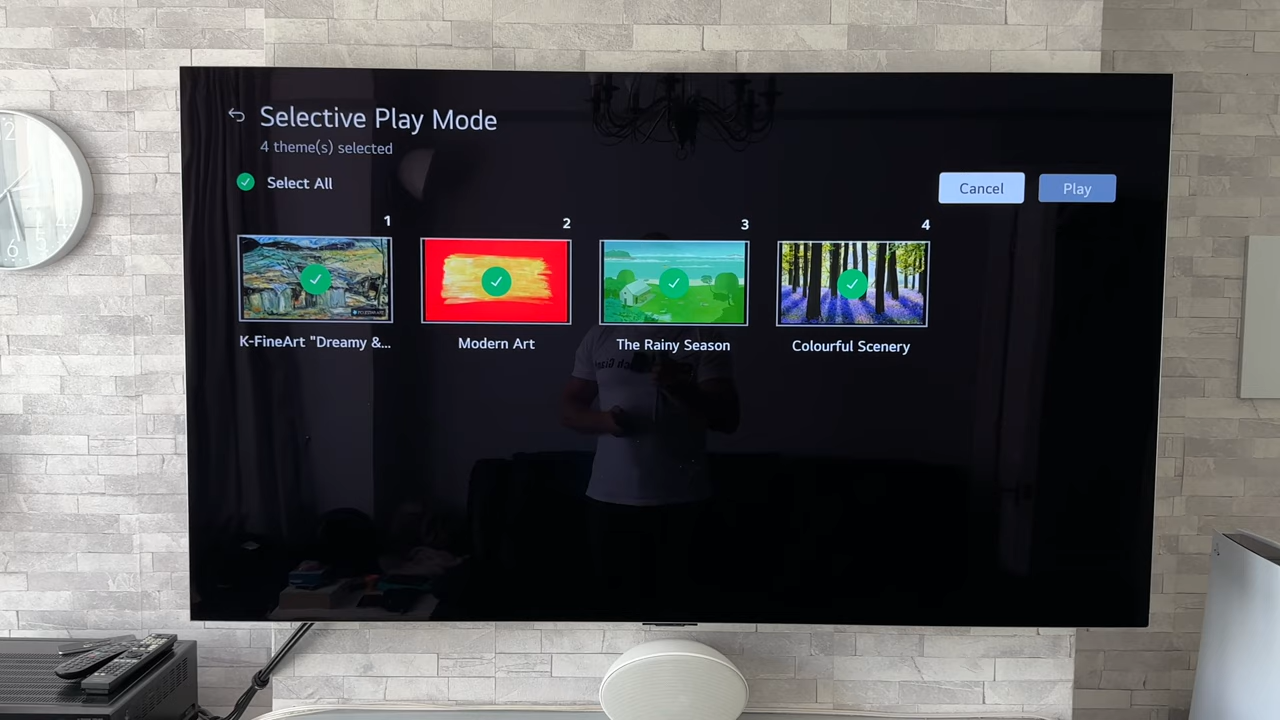 Selective Play Mode
4 theme(s) selected
Select All
Cancel
Play
1
2
3
4
K-FineArt "Dreamy &...
Modern Art
The Rainy Season
Colourful Scenery